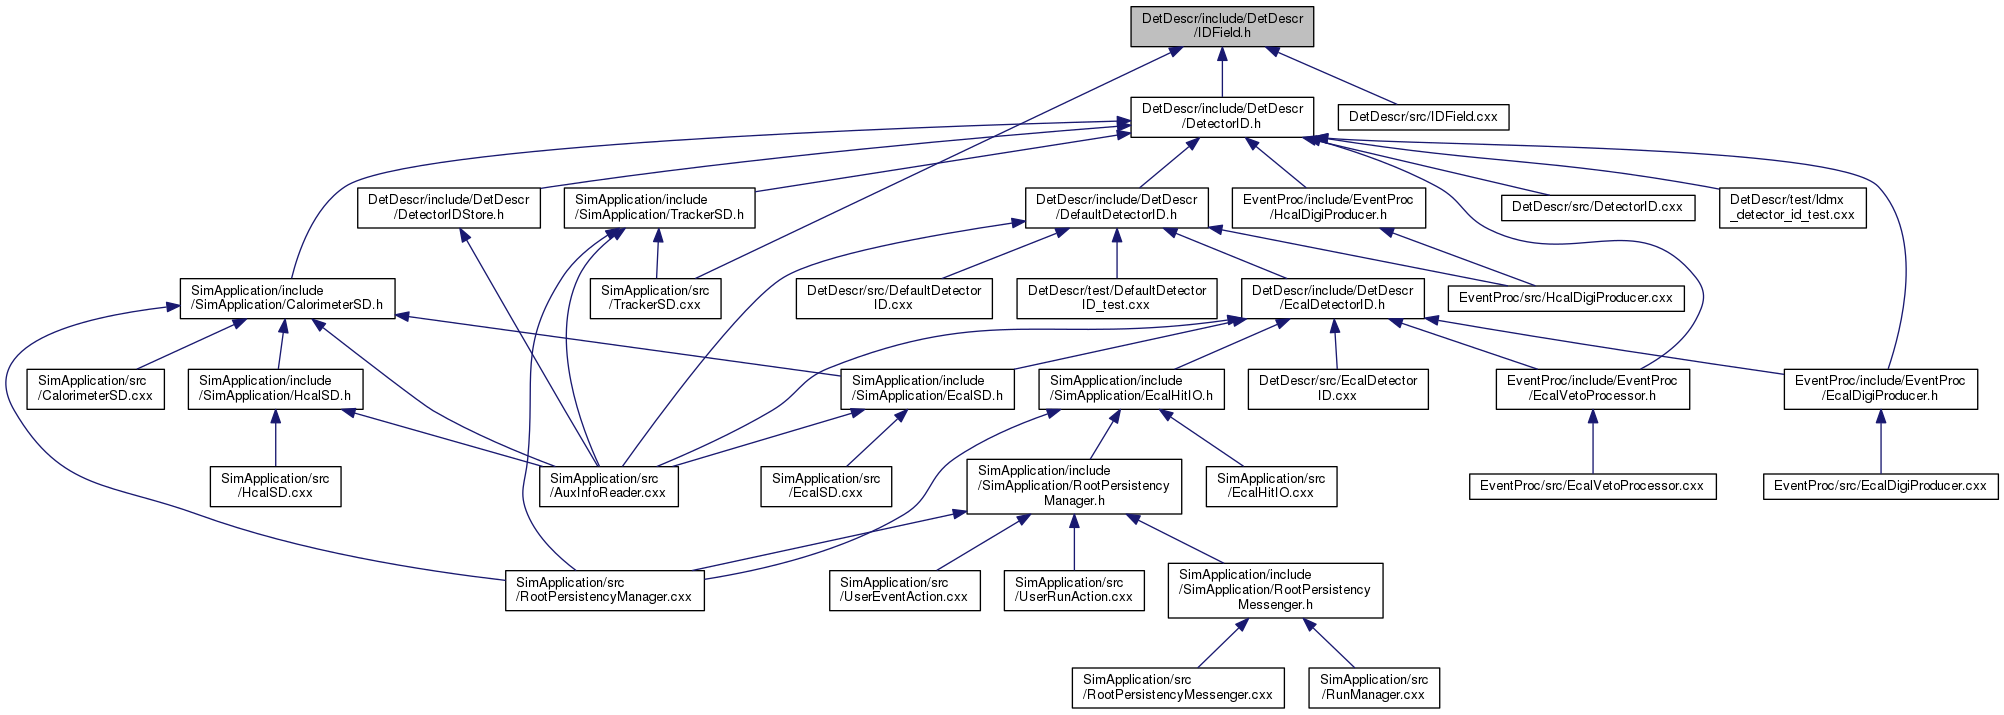 DetDescr/include/DetDescr
/IDField.h
DetDescr/include/DetDescr
/DetectorID.h
DetDescr/src/IDField.cxx
DetDescr/include/DetDescr
/DetectorIDStore.h
SimApplication/include
/SimApplication/TrackerSD.h
DetDescr/include/DetDescr
/DefaultDetectorID.h
EventProc/include/EventProc
/HcalDigiProducer.h
DetDescr/src/DetectorID.cxx
DetDescr/test/ldmx
_detector_id_test.cxx
SimApplication/include
/SimApplication/CalorimeterSD.h
SimApplication/src
/TrackerSD.cxx
DetDescr/src/DefaultDetector
ID.cxx
DetDescr/test/DefaultDetector
ID_test.cxx
DetDescr/include/DetDescr
/EcalDetectorID.h
EventProc/src/HcalDigiProducer.cxx
SimApplication/src
/CalorimeterSD.cxx
SimApplication/include
/SimApplication/HcalSD.h
SimApplication/include
/SimApplication/EcalSD.h
SimApplication/include
/SimApplication/EcalHitIO.h
DetDescr/src/EcalDetector
ID.cxx
EventProc/include/EventProc
/EcalVetoProcessor.h
EventProc/include/EventProc
/EcalDigiProducer.h
SimApplication/src
/HcalSD.cxx
SimApplication/src
/AuxInfoReader.cxx
SimApplication/src
/EcalSD.cxx
SimApplication/include
/SimApplication/RootPersistency
Manager.h
SimApplication/src
/EcalHitIO.cxx
EventProc/src/EcalVetoProcessor.cxx
EventProc/src/EcalDigiProducer.cxx
SimApplication/src
/RootPersistencyManager.cxx
SimApplication/src
/UserEventAction.cxx
SimApplication/src
/UserRunAction.cxx
SimApplication/include
/SimApplication/RootPersistency
Messenger.h
SimApplication/src
/RootPersistencyMessenger.cxx
SimApplication/src
/RunManager.cxx